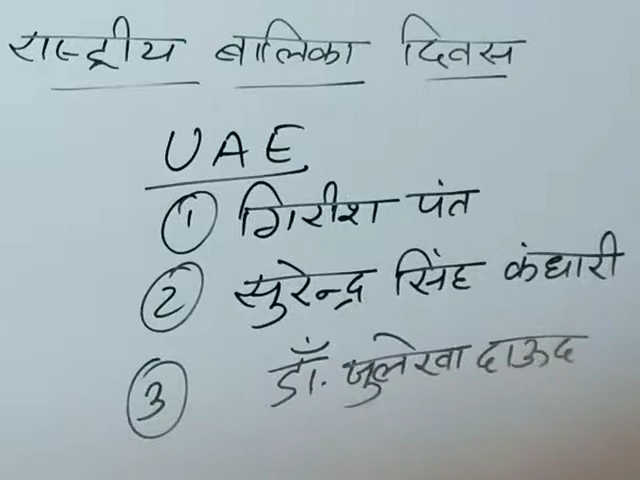 राष्ट्रीय बालिका दिवस
UAE
① गिरीश पंत
② सुरेन्द्र सिंह कंधारी
③ डॉ. जुलेखा दाऊद